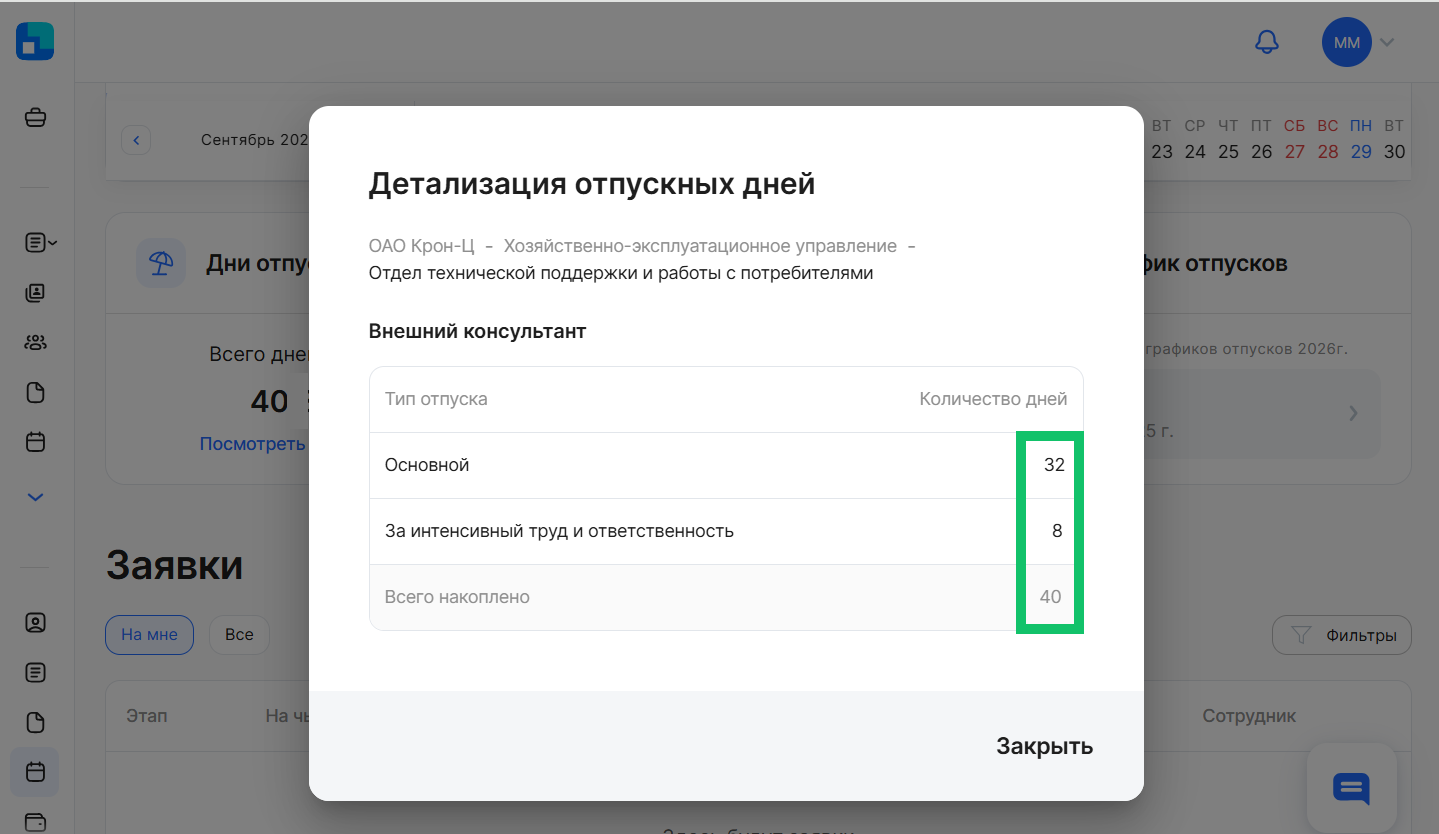 ММ
Сентябрь 202
ВТ СР ЧТ ПТ СБ ВС ПН ВТ
23 24 25 26 27 28 29 30
Детализация отпускных дней
ОАО Крон-Ц - Хозяйственно-эксплуатационное управление -
Отдел технической поддержки и работы с потребителями
Дни отпу
фик отпусков
Внешний консультант
Всего дне
графиков отпусков 2026г.
40
Посмотреть
5 г.
Тип отпуска Количество дней
Основной 32
За интенсивный труд и ответственность 8
Всего накоплено 40
Заявки
На мне Все Фильтры
Этап На чь Сотрудник
Закрыть